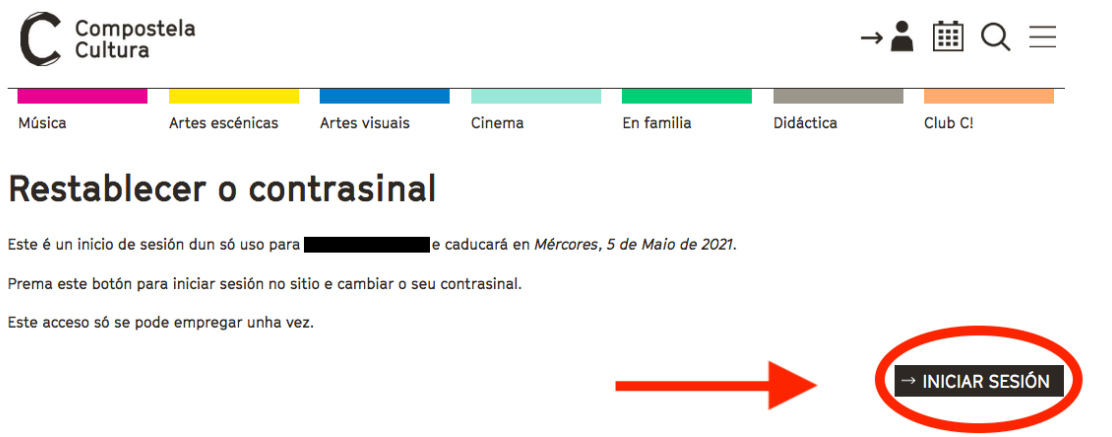 Compostela
Cultura
Música Artes escénicas Artes visuais Cinema En familia Didáctica Club C!
Restablecer o contrasinal
Este é un inicio de sesión dun só uso para e caducará en Mércores, 5 de Maio de 2021.
Prema este botón para iniciar sesión no sitio e cambiar o seu contrasinal.
Este acceso só se pode empregar unha vez.
→ INICIAR SESIÓN